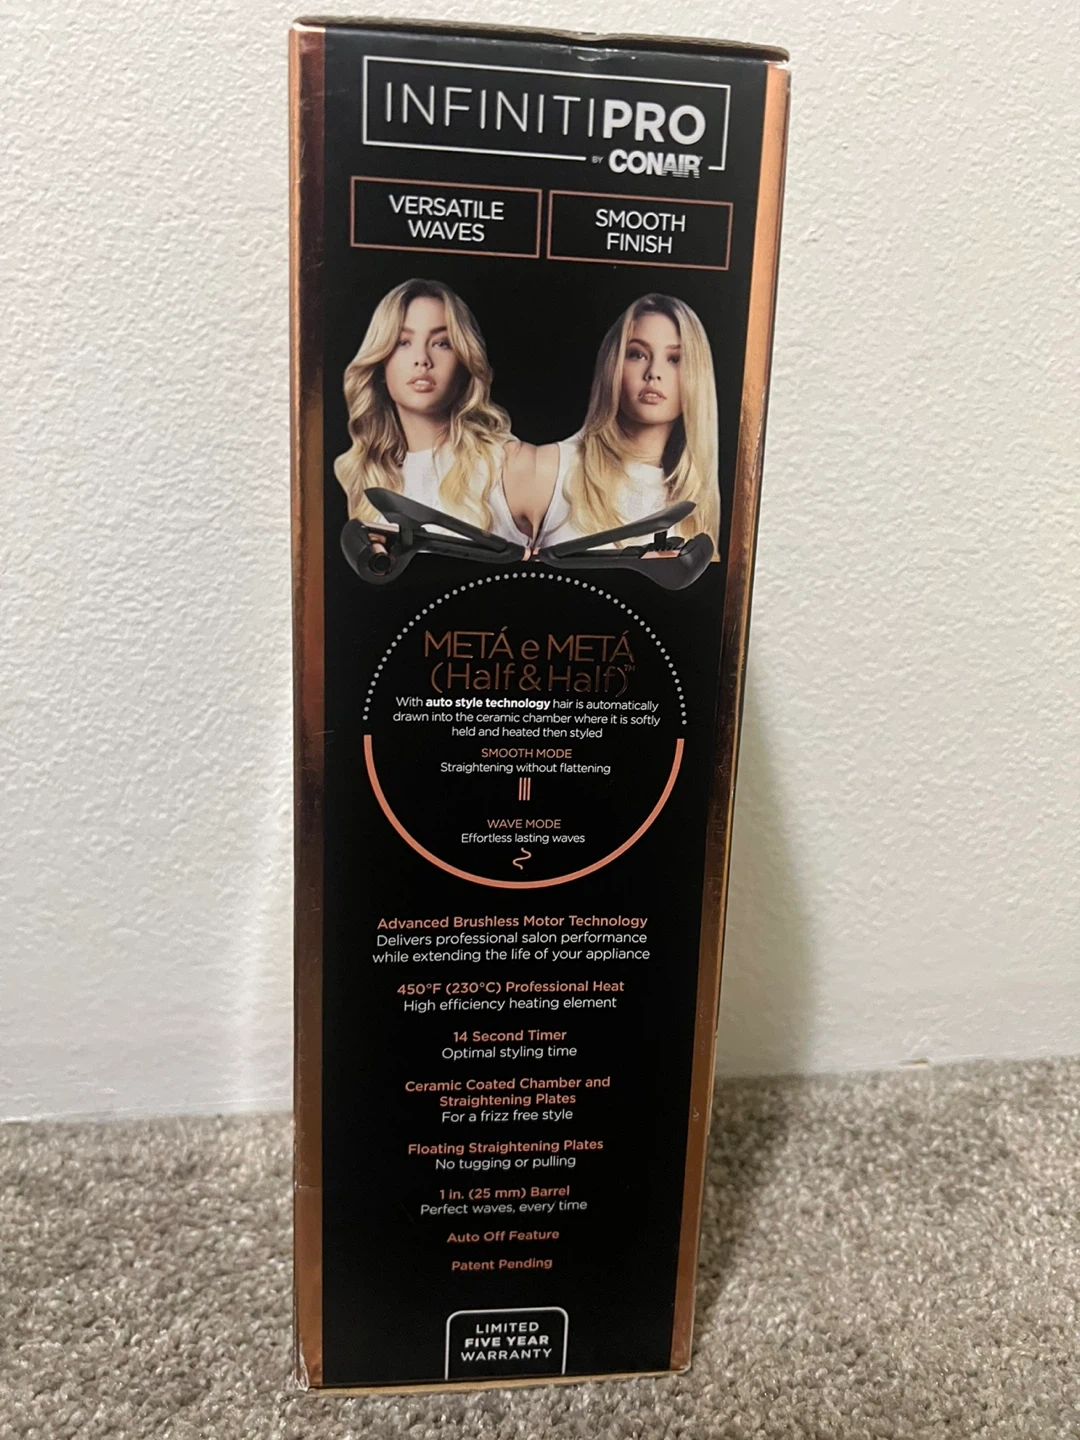 INFINITIPRO
BY CONAIR
VERSATILE
WAVES
SMOOTH
FINISH
METÁ e METÁ
(Half & Half)™
With auto style technology hair is automatically
drawn into the ceramic chamber where it is softly
held and heated then styled
SMOOTH MODE
Straightening without flattening
WAVE MODE
Effortless lasting waves
Advanced Brushless Motor Technology
Delivers professional salon performance
while extending the life of your appliance
450°F (230°C) Professional Heat
High efficiency heating element
14 Second Timer
Optimal styling time
Ceramic Coated Chamber and
Straightening Plates
For a frizz free style
Floating Straightening Plates
No tugging or pulling
1 in. (25 mm) Barrel
Perfect waves, every time
Auto Off Feature
Patent Pending
LIMITED
FIVE YEAR
WARRANTY